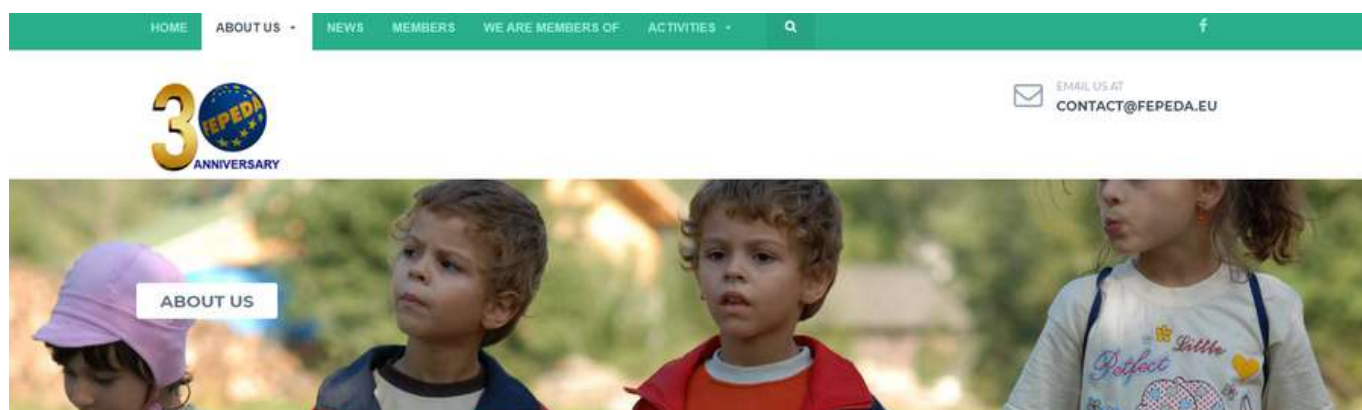 HOME ABOUT US NEWS MEMBERS WE ARE MEMBERS OF ACTIVITIES f
30 FEPEDA
ANNIVERSARY
EMAIL US AT
CONTACT@FEPEDA.EU
ABOUT US
Little
Perfect